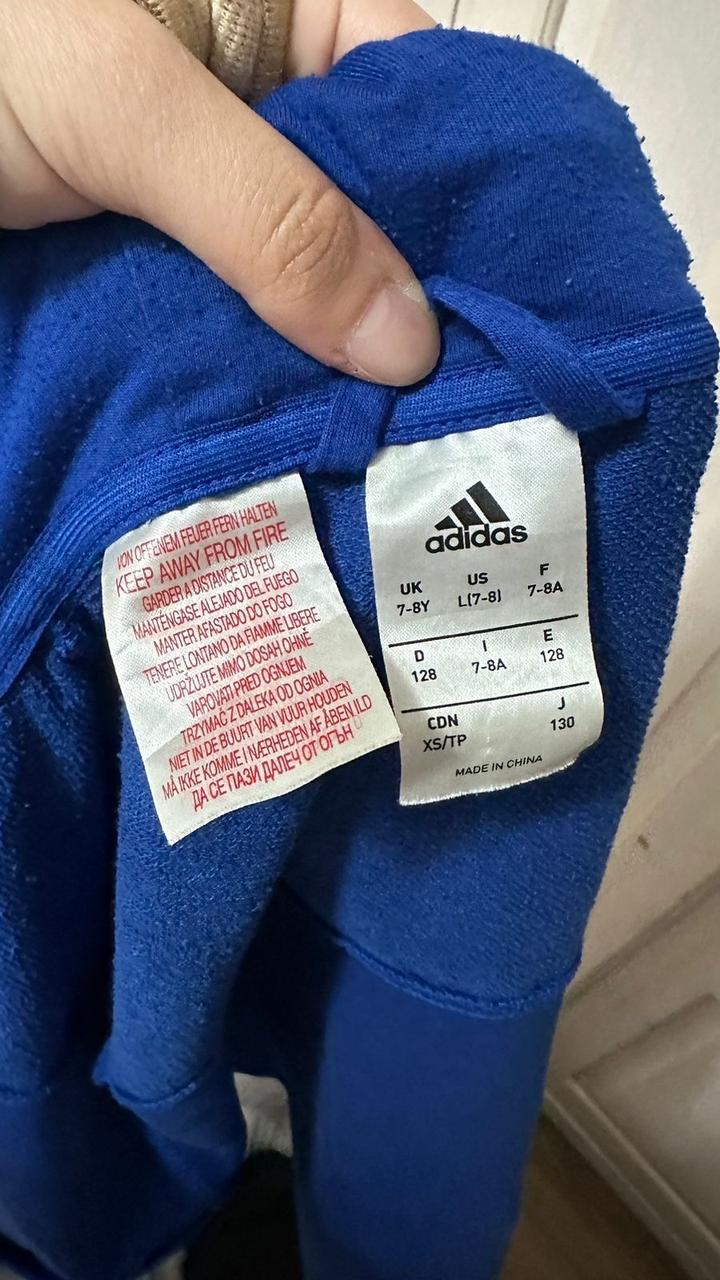 VON OFFENEM FEUER FERN HALTEN
KEEP AWAY FROM FIRE
GARDER A DISTANCE DU FEU
MANTÉNGASE ALEJADO DEL FUEGO
MANTER AFASTADO DO FOGO
TENERE LONTANO DA FIAMME LIBERE
UDRŽUTE MIMO DOSAH OHNĚ
VAROVAT PRED OGNJEM
TRZYMAĆ Z DALEKA OD OGNIA
NIET IN DE BUURT VAN VUUR HOUDEN
MÅ IKKE KOMME I NÆRHEDEN AF ÅBEN ILD
ДА СЕ ПАЗИ ДАЛЕЧ ОТ ОГЪН
adidas
UK US F
7-8Y L(7-8) 7-8A
D I E
128 7-8A 128
CDN J
XS/TP 130
MADE IN CHINA